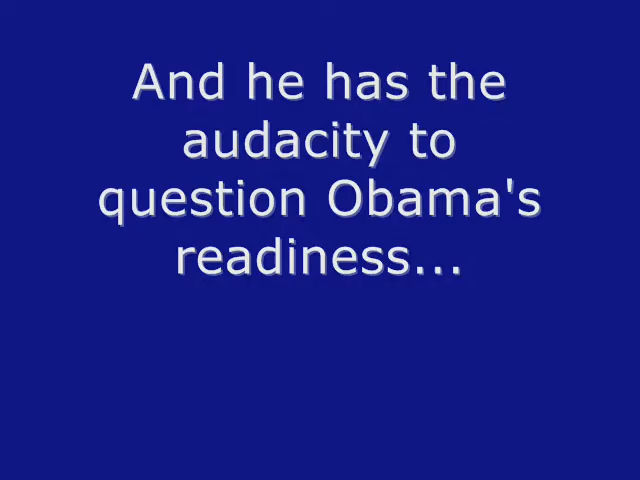 And he has the
audacity to
question Obama's
readiness...